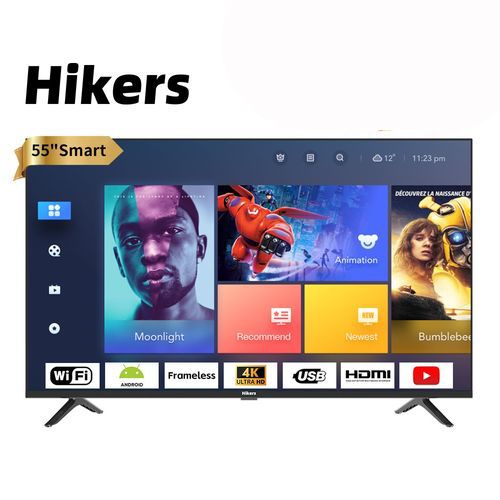 Hikers
55"Smart
12°
11:23 pm
DÉCOUVREZ LA NAISSANCE D'
Animation
Moonlight
Recommend
NEW
Newest
Bumblebee
WiFi
ANDROID
Frameless
4K
ULTRA HD
USB
HDMI
Hikers